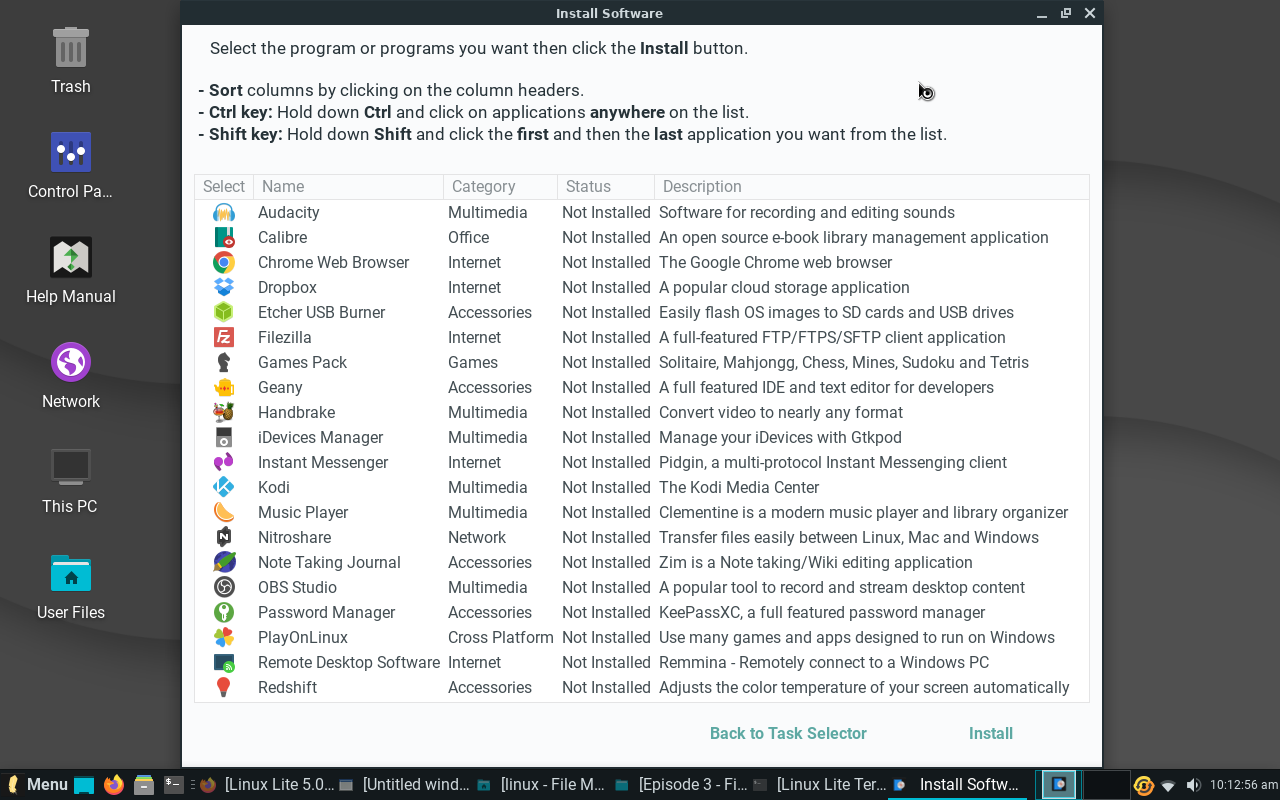 Install Software
Select the program or programs you want then click the Install button.
- Sort columns by clicking on the column headers.
- Ctrl key: Hold down Ctrl and click on applications anywhere on the list.
- Shift key: Hold down Shift and click the first and then the last application you want from the list.
Select Name Category Status Description
Audacity Multimedia Not Installed Software for recording and editing sounds
Calibre Office Not Installed An open source e-book library management application
Chrome Web Browser Internet Not Installed The Google Chrome web browser
Dropbox Internet Not Installed A popular cloud storage application
Etcher USB Burner Accessories Not Installed Easily flash OS images to SD cards and USB drives
Filezilla Internet Not Installed A full-featured FTP/FTPS/SFTP client application
Games Pack Games Not Installed Solitaire, Mahjongg, Chess, Mines, Sudoku and Tetris
Geany Accessories Not Installed A full featured IDE and text editor for developers
Handbrake Multimedia Not Installed Convert video to nearly any format
iDevices Manager Multimedia Not Installed Manage your iDevices with Gtkpod
Instant Messenger Internet Not Installed Pidgin, a multi-protocol Instant Messenging client
Kodi Multimedia Not Installed The Kodi Media Center
Music Player Multimedia Not Installed Clementine is a modern music player and library organizer
Nitroshare Network Not Installed Transfer files easily between Linux, Mac and Windows
Note Taking Journal Accessories Not Installed Zim is a Note taking/Wiki editing application
OBS Studio Multimedia Not Installed A popular tool to record and stream desktop content
Password Manager Accessories Not Installed KeePassXC, a full featured password manager
PlayOnLinux Cross Platform Not Installed Use many games and apps designed to run on Windows
Remote Desktop Software Internet Not Installed Remmina - Remotely connect to a Windows PC
Redshift Accessories Not Installed Adjusts the color temperature of your screen automatically
Back to Task Selector Install
Trash
Control Pa...
Help Manual
Network
This PC
User Files
Menu [Linux Lite 5.0... [Untitled wind... [linux - File M... [Episode 3 - Fi... [Linux Lite Ter... Install Softw... 10:12:56 am